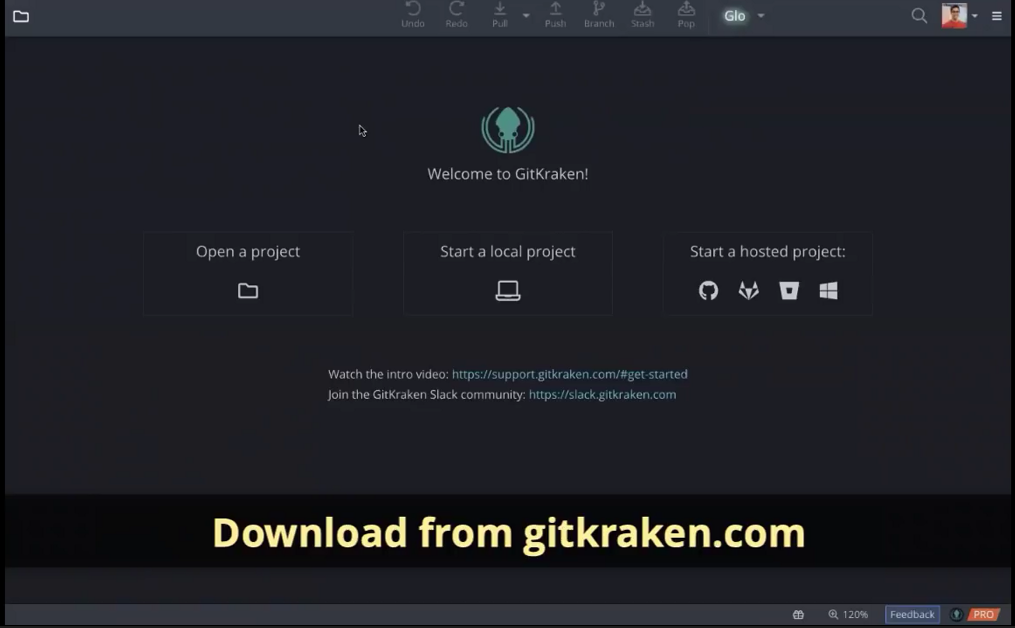 Undo Redo Pull Push Branch Stash Pop Glo
Welcome to GitKraken!
Open a project Start a local project Start a hosted project:
Watch the intro video: https://support.gitkraken.com/#get-started
Join the GitKraken Slack community: https://slack.gitkraken.com
Download from gitkraken.com
120% Feedback PRO